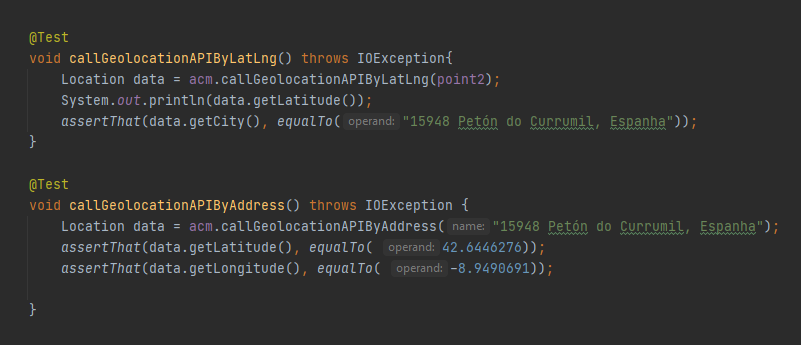 @Test
void callGeolocationAPIByLatLng() throws IOException{
Location data = acm.callGeolocationAPIByLatLng(point2);
System.out.println(data.getLatitude());
assertThat(data.getCity(), equalTo( operand: "15948 Petón do Currumil, Espanha"));
}
@Test
void callGeolocationAPIByAddress() throws IOException {
Location data = acm.callGeolocationAPIByAddress( name: "15948 Petón do Currumil, Espanha");
assertThat(data.getLatitude(), equalTo( operand: 42.6446276));
assertThat(data.getLongitude(), equalTo( operand: -8.9490691));
}